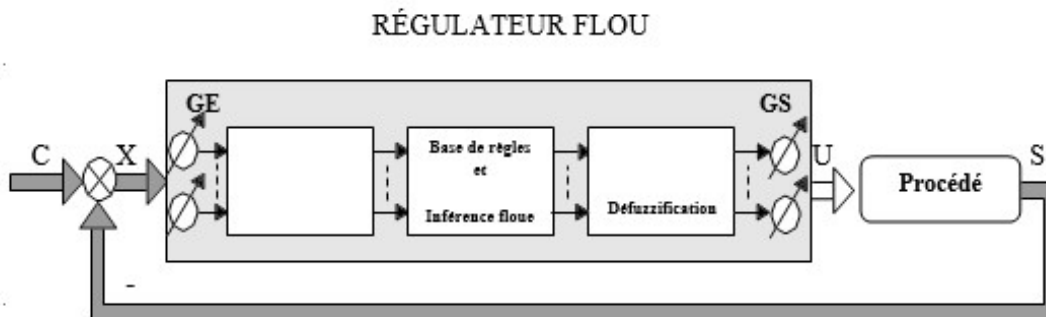 RÉGULATEUR FLOU
GE
GS
C
X
U
S
Base de règles
et
Inférence floue
Défuzzification
Procédé
-